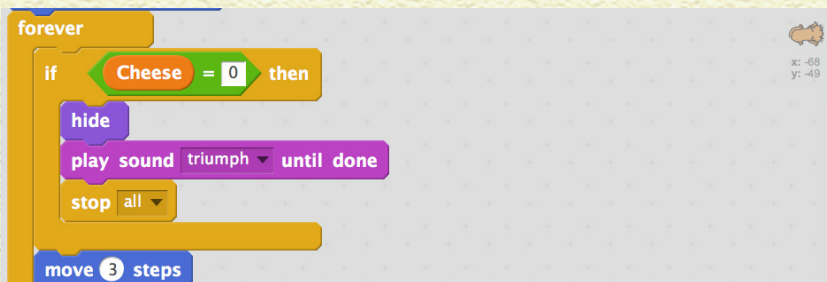 forever
if Cheese = 0 then
hide
play sound triumph until done
stop all
move 3 steps
x: -68
y: -49